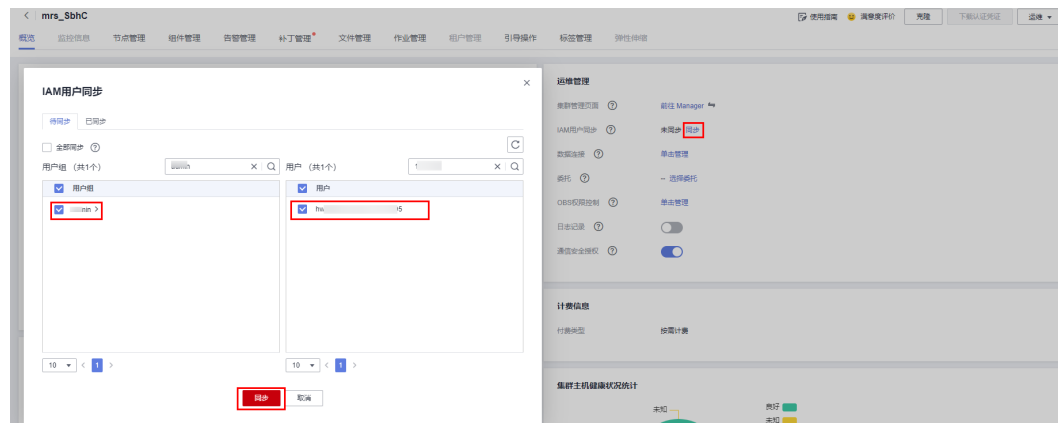 mrs_SbhC
使用指南 满意度评价 克隆 下载认证凭证 运维
概览 监控信息 节点管理 组件管理 告警管理 补丁管理 文件管理 作业管理 租户管理 引导操作 标签管理 弹性伸缩
IAM用户同步
待同步 已同步
全部同步
用户组 (共1个)
用户 (共1个)
用户组
用户
10 1
10 1
同步 取消
运维管理
集群管理页面 前往 Manager
IAM用户同步 未同步 同步
数据连接 单击管理
委托 -- 选择委托
OBS权限控制 单击管理
日志记录
通信安全授权
计费信息
付费类型 按需计费
集群主机健康状况统计
未知
良好
未知